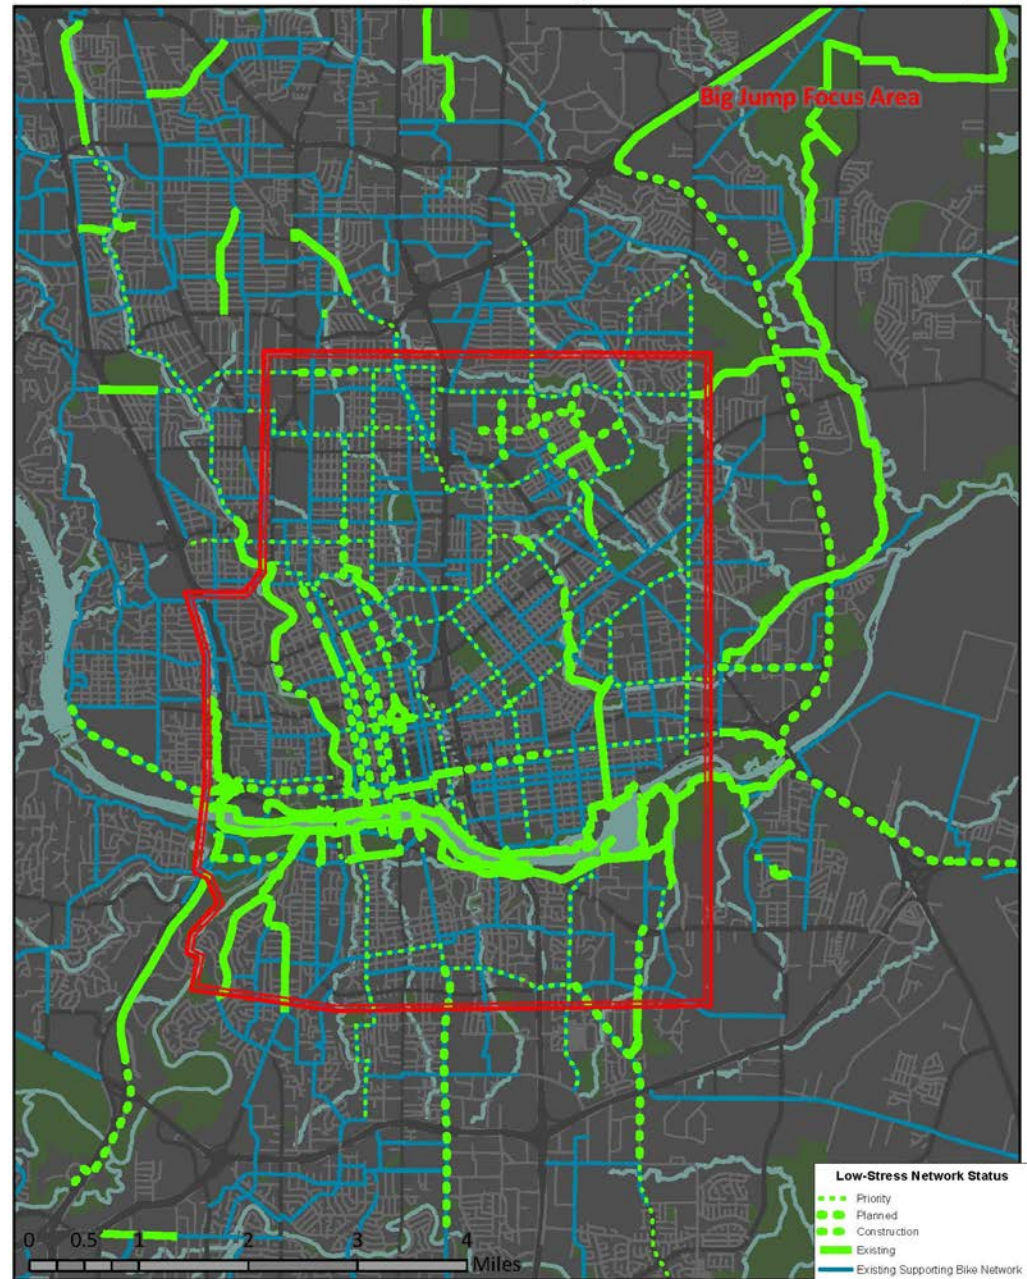 Big Jump Focus Area
Low-Stress Network Status
Priority
Planned
Construction
Existing
Existing Supporting Bike Network
0 0.5 1 2 3 4
Miles